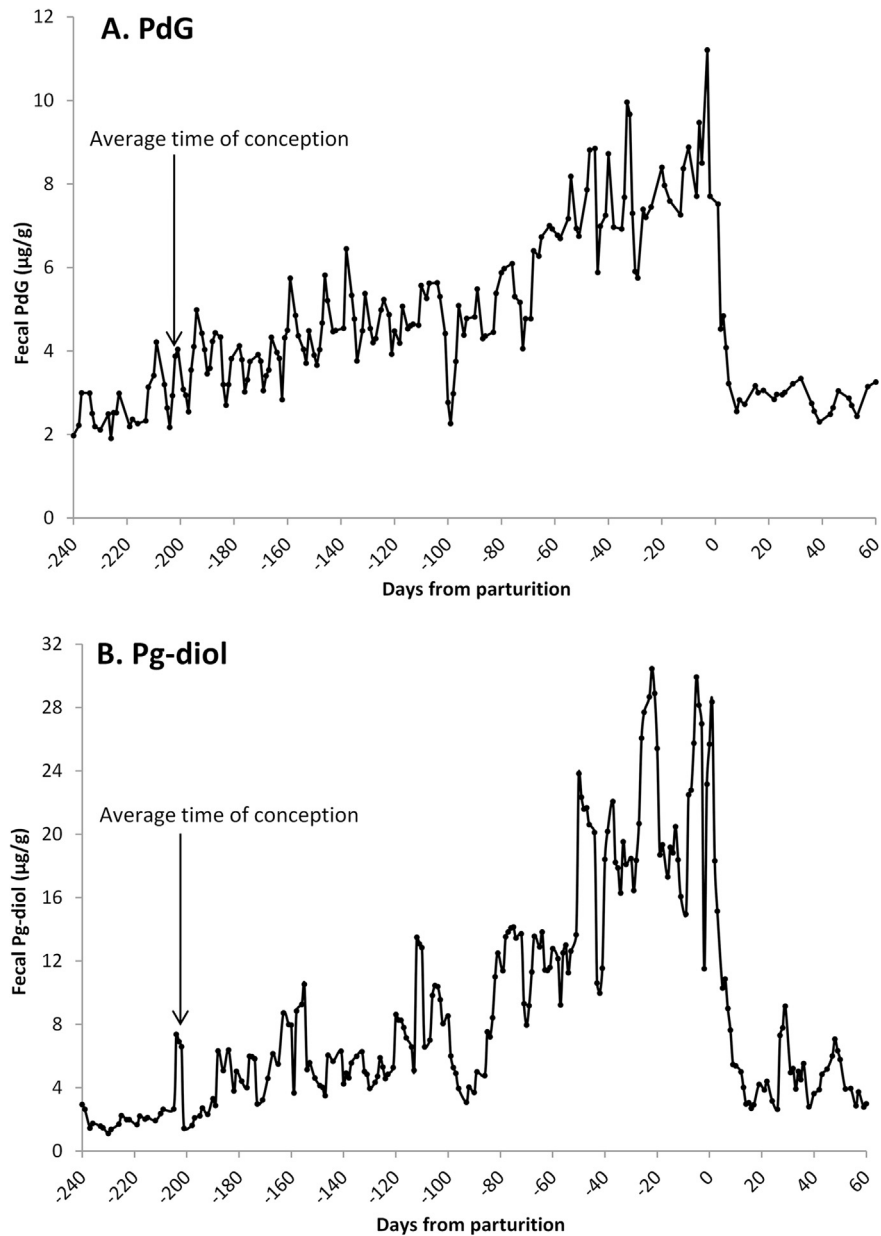 A. PdG
12
10
8
6
4
2
0
Fecal PdG (µg/g)
Average time of conception
-240 -220 -200 -180 -160 -140 -120 -100 -80 -60 -40 -20 0 20 40 60
Days from parturition
B. Pg-diol
32
28
24
20
16
12
8
4
0
Fecal Pg-diol (µg/g)
Average time of conception
-240 -220 -200 -180 -160 -140 -120 -100 -80 -60 -40 -20 0 20 40 60
Days from parturition